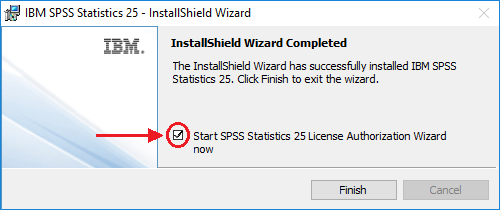 IBM SPSS Statistics 25 - InstallShield Wizard
IBM.
InstallShield Wizard Completed
The InstallShield Wizard has successfully installed IBM SPSS
Statistics 25. Click Finish to exit the wizard.
Start SPSS Statistics 25 License Authorization Wizard
now
Finish
Cancel